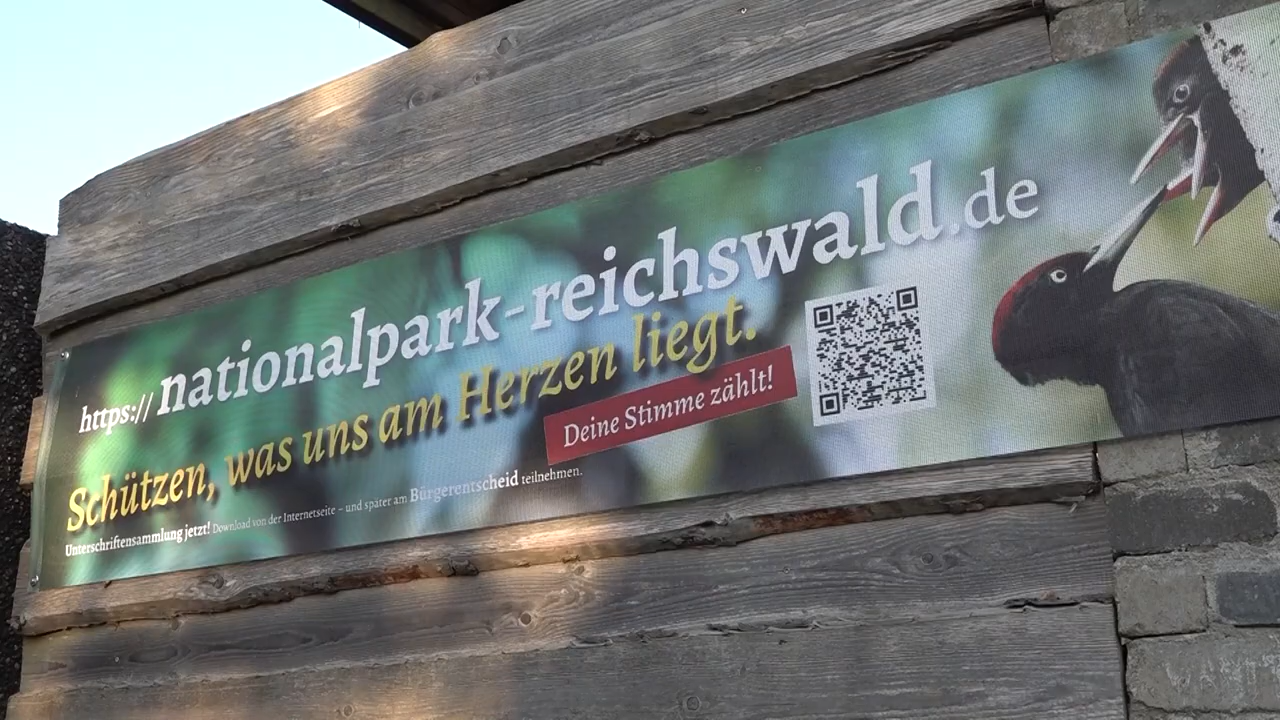 https://nationalpark-reichswald.de
Schützen, was uns am Herzen liegt.
Deine Stimme zählt!
Unterschriftensammlung jetzt! Download von der Internetseite – und später am Bürgerentscheid teilnehmen.